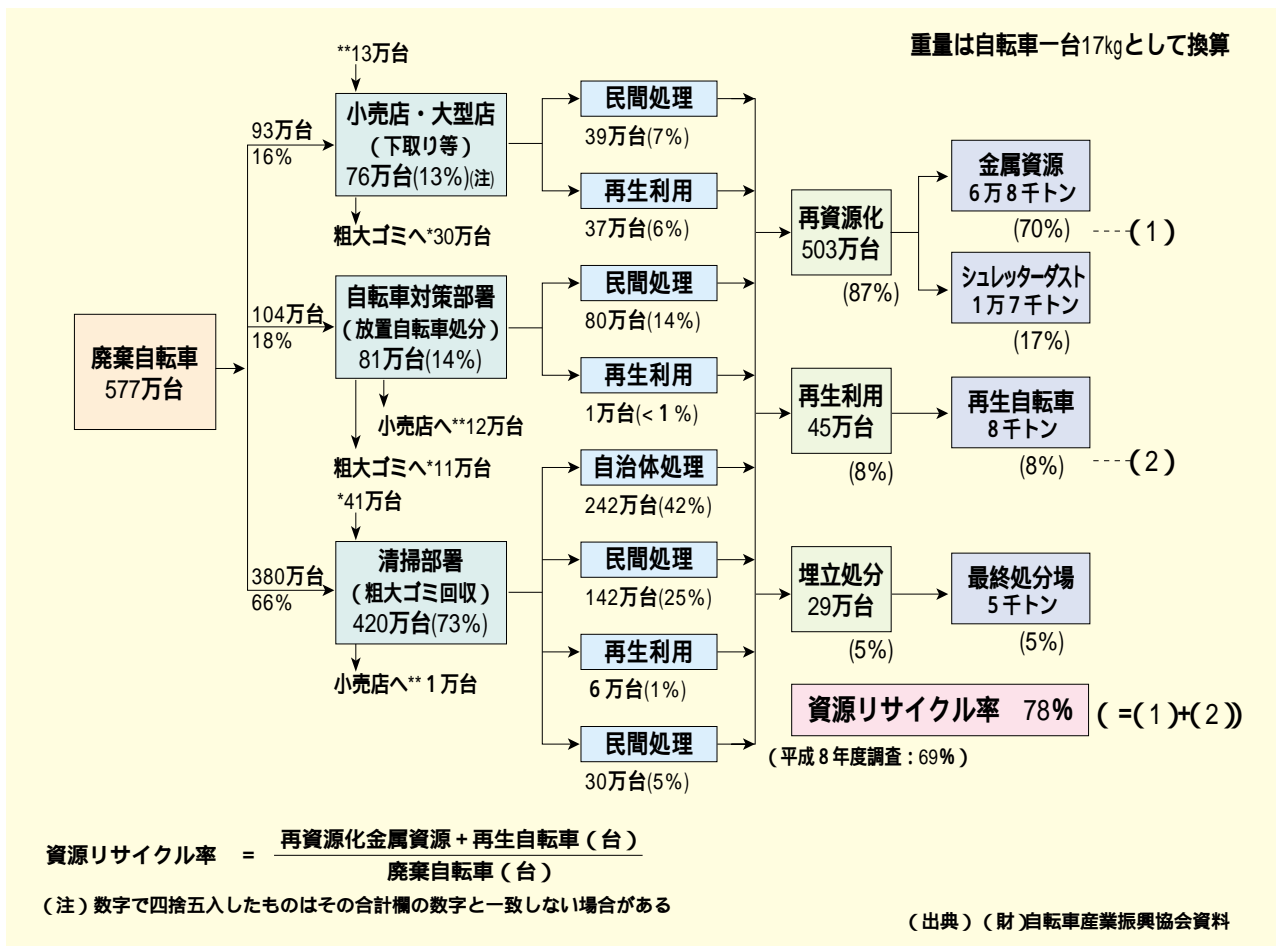 重量は自転車一台17kgとして換算
廃棄自転車
577万台
93万台
16%
104万台
18%
380万台
66%
**13万台
小売店・大型店
(下取り等)
76万台(13%)(注)
粗大ゴミへ*30万台
自転車対策部署
(放置自転車処分)
81万台(14%)
小売店へ**12万台
粗大ゴミへ*11万台
*41万台
清掃部署
(粗大ゴミ回収)
420万台(73%)
小売店へ**1万台
民間処理
39万台(7%)
再生利用
37万台(6%)
民間処理
80万台(14%)
再生利用
1万台(<1%)
自治体処理
242万台(42%)
民間処理
142万台(25%)
再生利用
6万台(1%)
民間処理
30万台(5%)
再資源化
503万台
(87%)
再生利用
45万台
(8%)
埋立処分
29万台
(5%)
金属資源
6万8千トン
(70%)
(1)
シュレッターダスト
1万7千トン
(17%)
再生自転車
8千トン
(8%)
(2)
最終処分場
5千トン
(5%)
資源リサイクル率 78% (=(1)+(2))
(平成8年度調査:69%)
再資源化金属資源+再生自転車(台)
資源リサイクル率 =
廃棄自転車(台)
(注)数字で四捨五入したものはその合計欄の数字と一致しない場合がある
(出典)(財)自転車産業振興協会資料